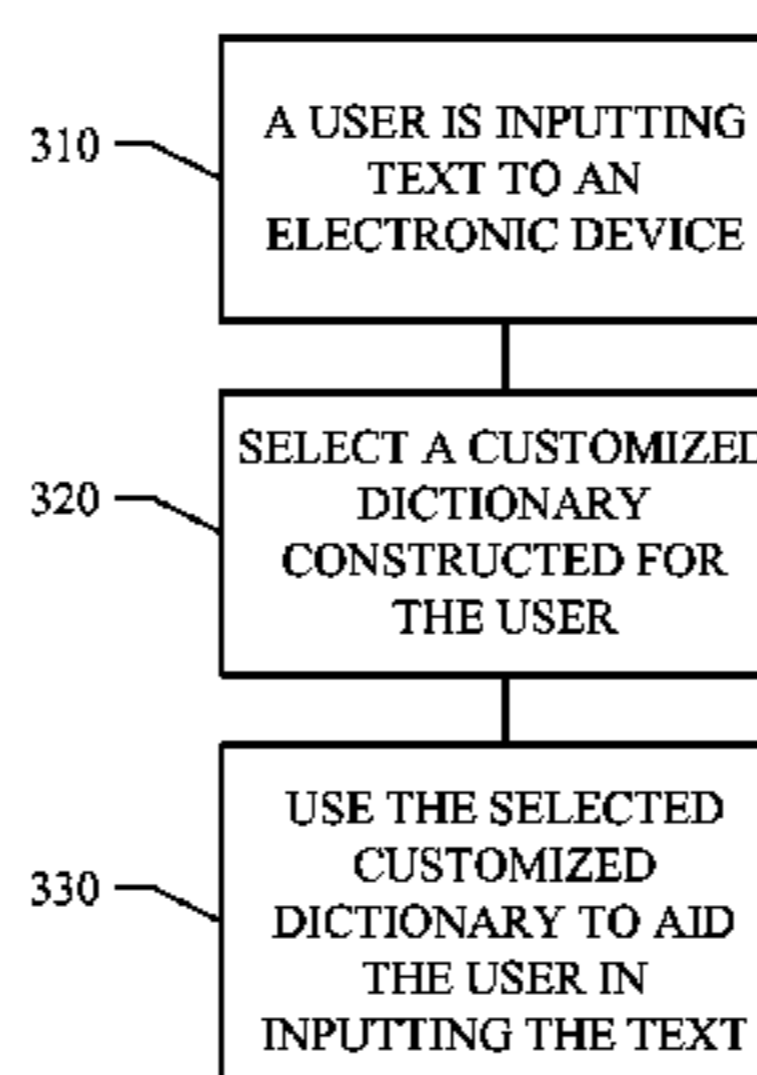 310
A USER IS INPUTTING
TEXT TO AN
ELECTRONIC DEVICE
320
SELECT A CUSTOMIZED
DICTIONARY
CONSTRUCTED FOR
THE USER
330
USE THE SELECTED
CUSTOMIZED
DICTIONARY TO AID
THE USER IN
INPUTTING THE TEXT